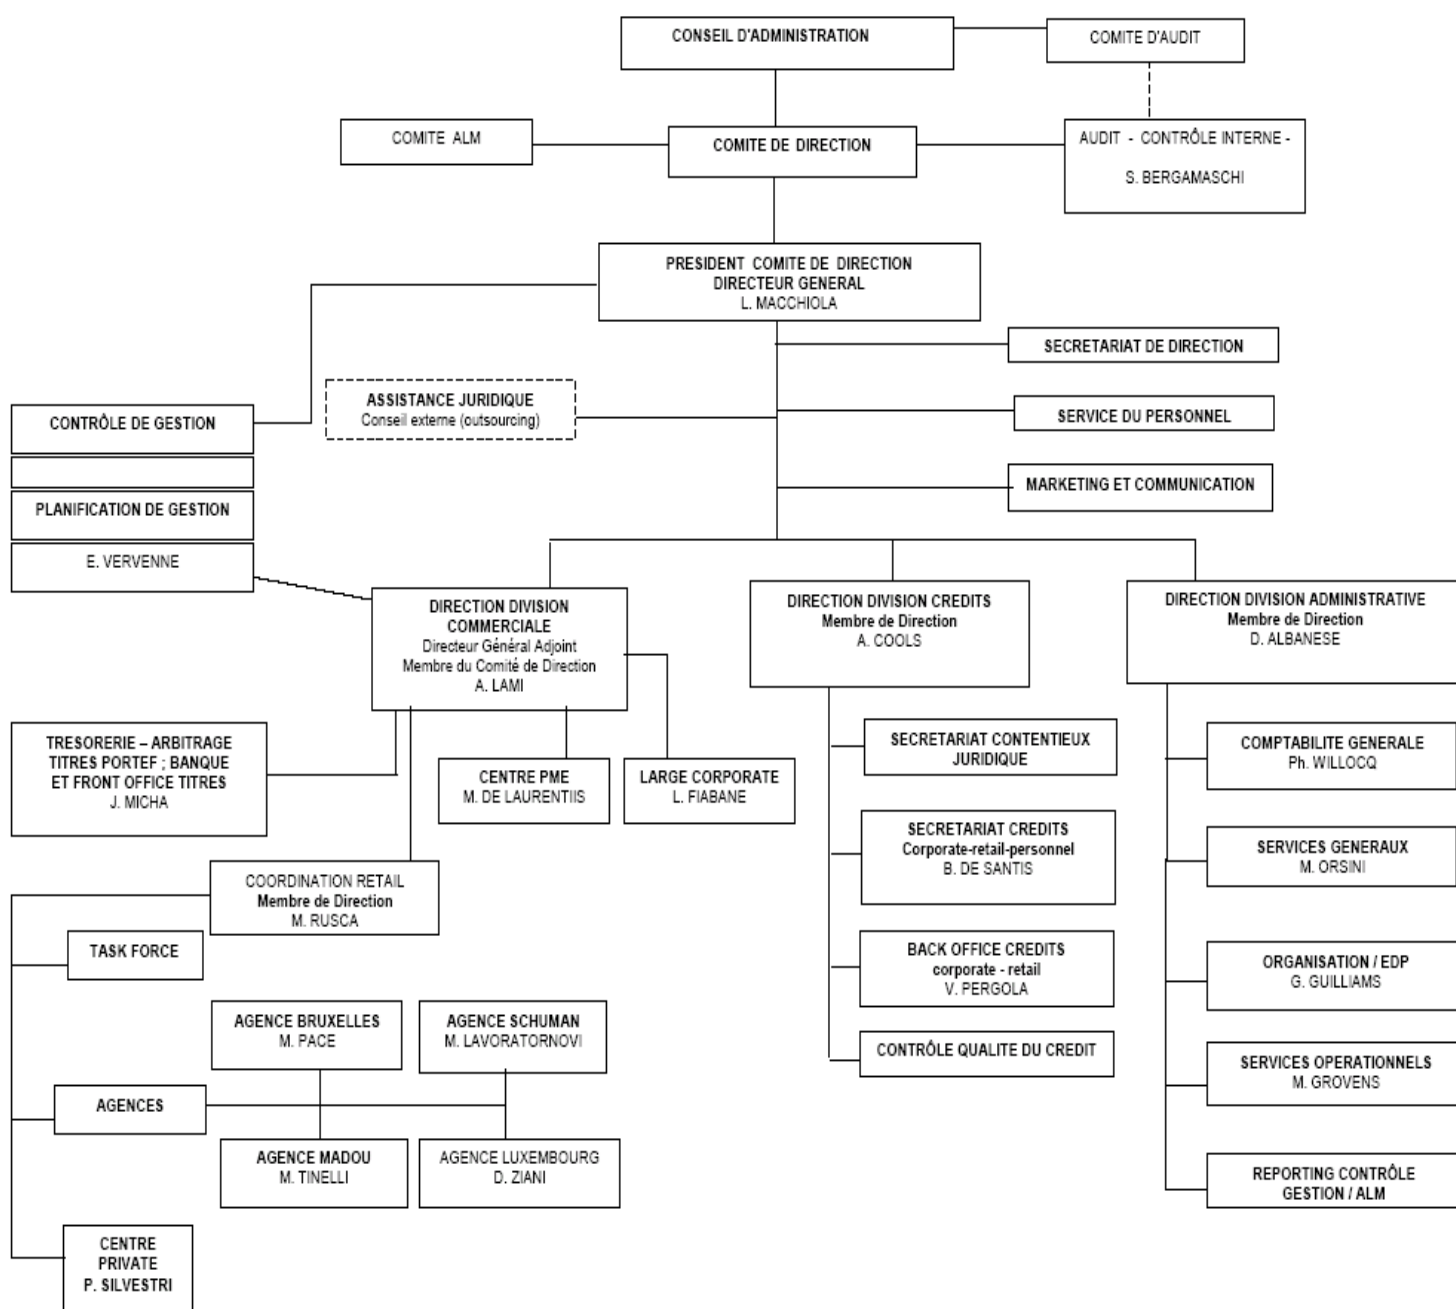 CONSEIL D'ADMINISTRATION
COMITE D'AUDIT
COMITE ALM
COMITE DE DIRECTION
AUDIT - CONTRÔLE INTERNE -
S. BERGAMASCHI
PRESIDENT COMITE DE DIRECTION
DIRECTEUR GENERAL
L. MACCHIOLA
SECRETARIAT DE DIRECTION
ASSISTANCE JURIDIQUE
Conseil externe (outsourcing)
CONTRÔLE DE GESTION
SERVICE DU PERSONNEL
MARKETING ET COMMUNICATION
PLANIFICATION DE GESTION
E. VERVENNE
DIRECTION DIVISION
COMMERCIALE
Directeur Général Adjoint
Membre du Comité de Direction
A. LAMI
DIRECTION DIVISION CREDITS
Membre de Direction
A. COOLS
DIRECTION DIVISION ADMINISTRATIVE
Membre de Direction
D. ALBANESE
TRESORERIE – ARBITRAGE
TITRES PORTEF ; BANQUE
ET FRONT OFFICE TITRES
J. MICHA
CENTRE PME
M. DE LAURENTIIS
LARGE CORPORATE
L. FIABANE
SECRETARIAT CONTENTIEUX
JURIDIQUE
COMPTABILITE GENERALE
Ph. WILLOCQ
SECRETARIAT CREDITS
Corporate-retail-personnel
B. DE SANTIS
SERVICES GENERAUX
M. ORSINI
COORDINATION RETAIL
Membre de Direction
M. RUSCA
TASK FORCE
BACK OFFICE CREDITS
corporate - retail
V. PERGOLA
ORGANISATION / EDP
G. GUILLIAMS
AGENCE BRUXELLES
M. PACE
AGENCE SCHUMAN
M. LAVORATORNOVI
CONTRÔLE QUALITE DU CREDIT
SERVICES OPERATIONNELS
M. GROVENS
AGENCES
AGENCE MADOU
M. TINELLI
AGENCE LUXEMBOURG
D. ZIANI
REPORTING CONTRÔLE
GESTION / ALM
CENTRE
PRIVATE
P. SILVESTRI